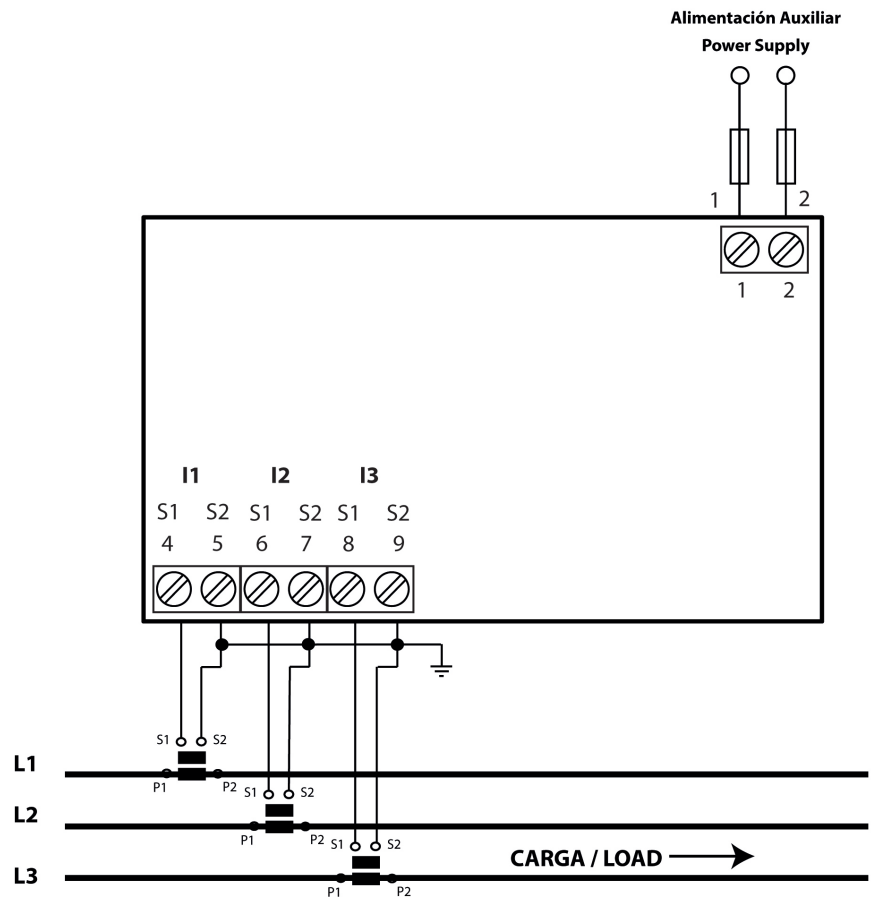 Alimentación Auxiliar
Power Supply
1 2
1 2
I1 I2 I3
S1 S2 S1 S2 S1 S2
4 5 6 7 8 9
S1 S2
L1
P1 P2
S1 S2
L2
P1 P2
S1 S2
CARGA / LOAD
L3
P1 P2